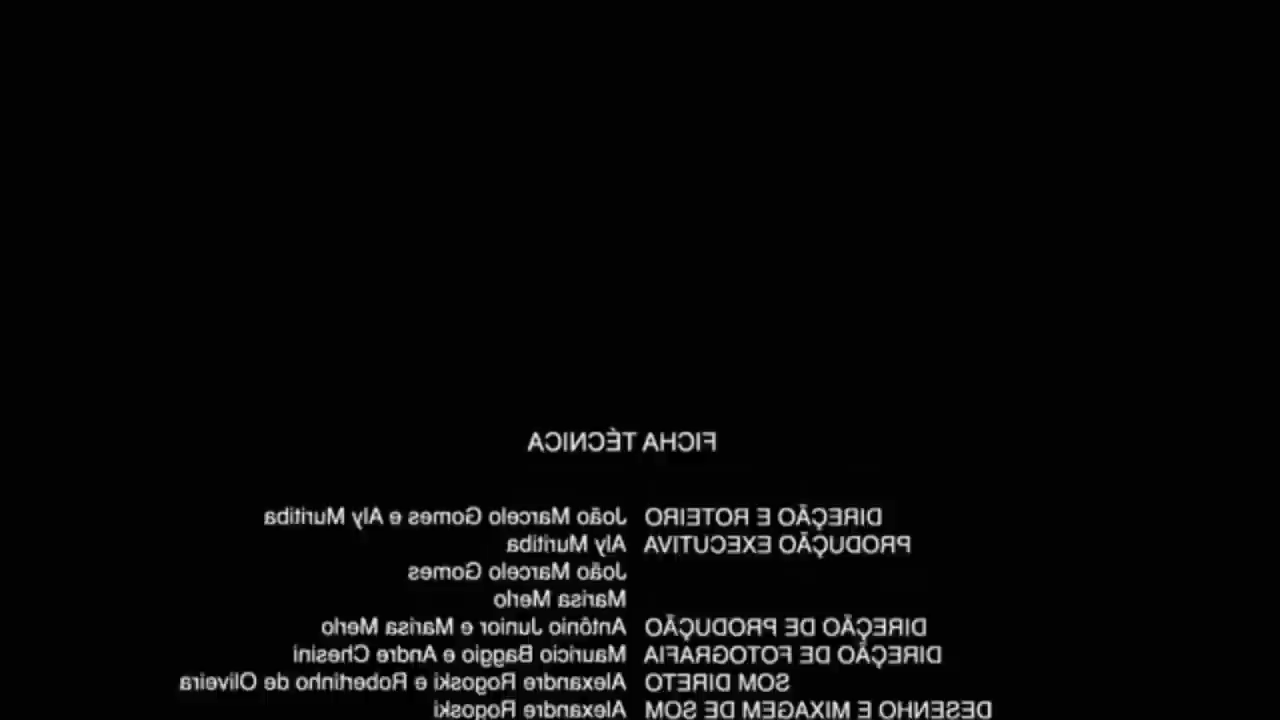 FICHA TÉCNICA
DIREÇÃO E ROTEIRO João Marcelo Gomes e Aly Muritiba
PRODUÇÃO EXECUTIVA Aly Muritiba
João Marcelo Gomes
Marisa Merlo
DIREÇÃO DE PRODUÇÃO Antônio Junior e Marisa Merlo
DIREÇÃO DE FOTOGRAFIA Mauricio Baggio e Andre Chesini
SOM DIRETO Alexandre Rogoski e Robertinho de Oliveira
DESENHO E MIXAGEM DE SOM Alexandre Rogoski